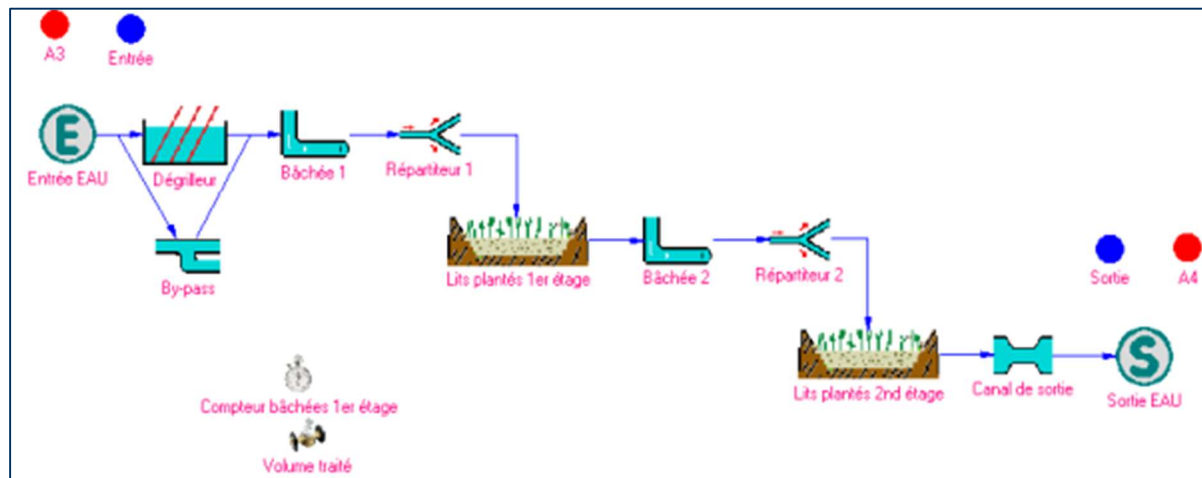 A3
Entrée
E
Entrée EAU
Dégrilleur
Bâchée 1
Répartiteur 1
By-pass
Lits plantés 1er étage
Bâchée 2
Répartiteur 2
Sortie
A4
Lits plantés 2nd étage
Canal de sortie
S
Sortie EAU
Compteur bâchées 1er étage
Volume traité